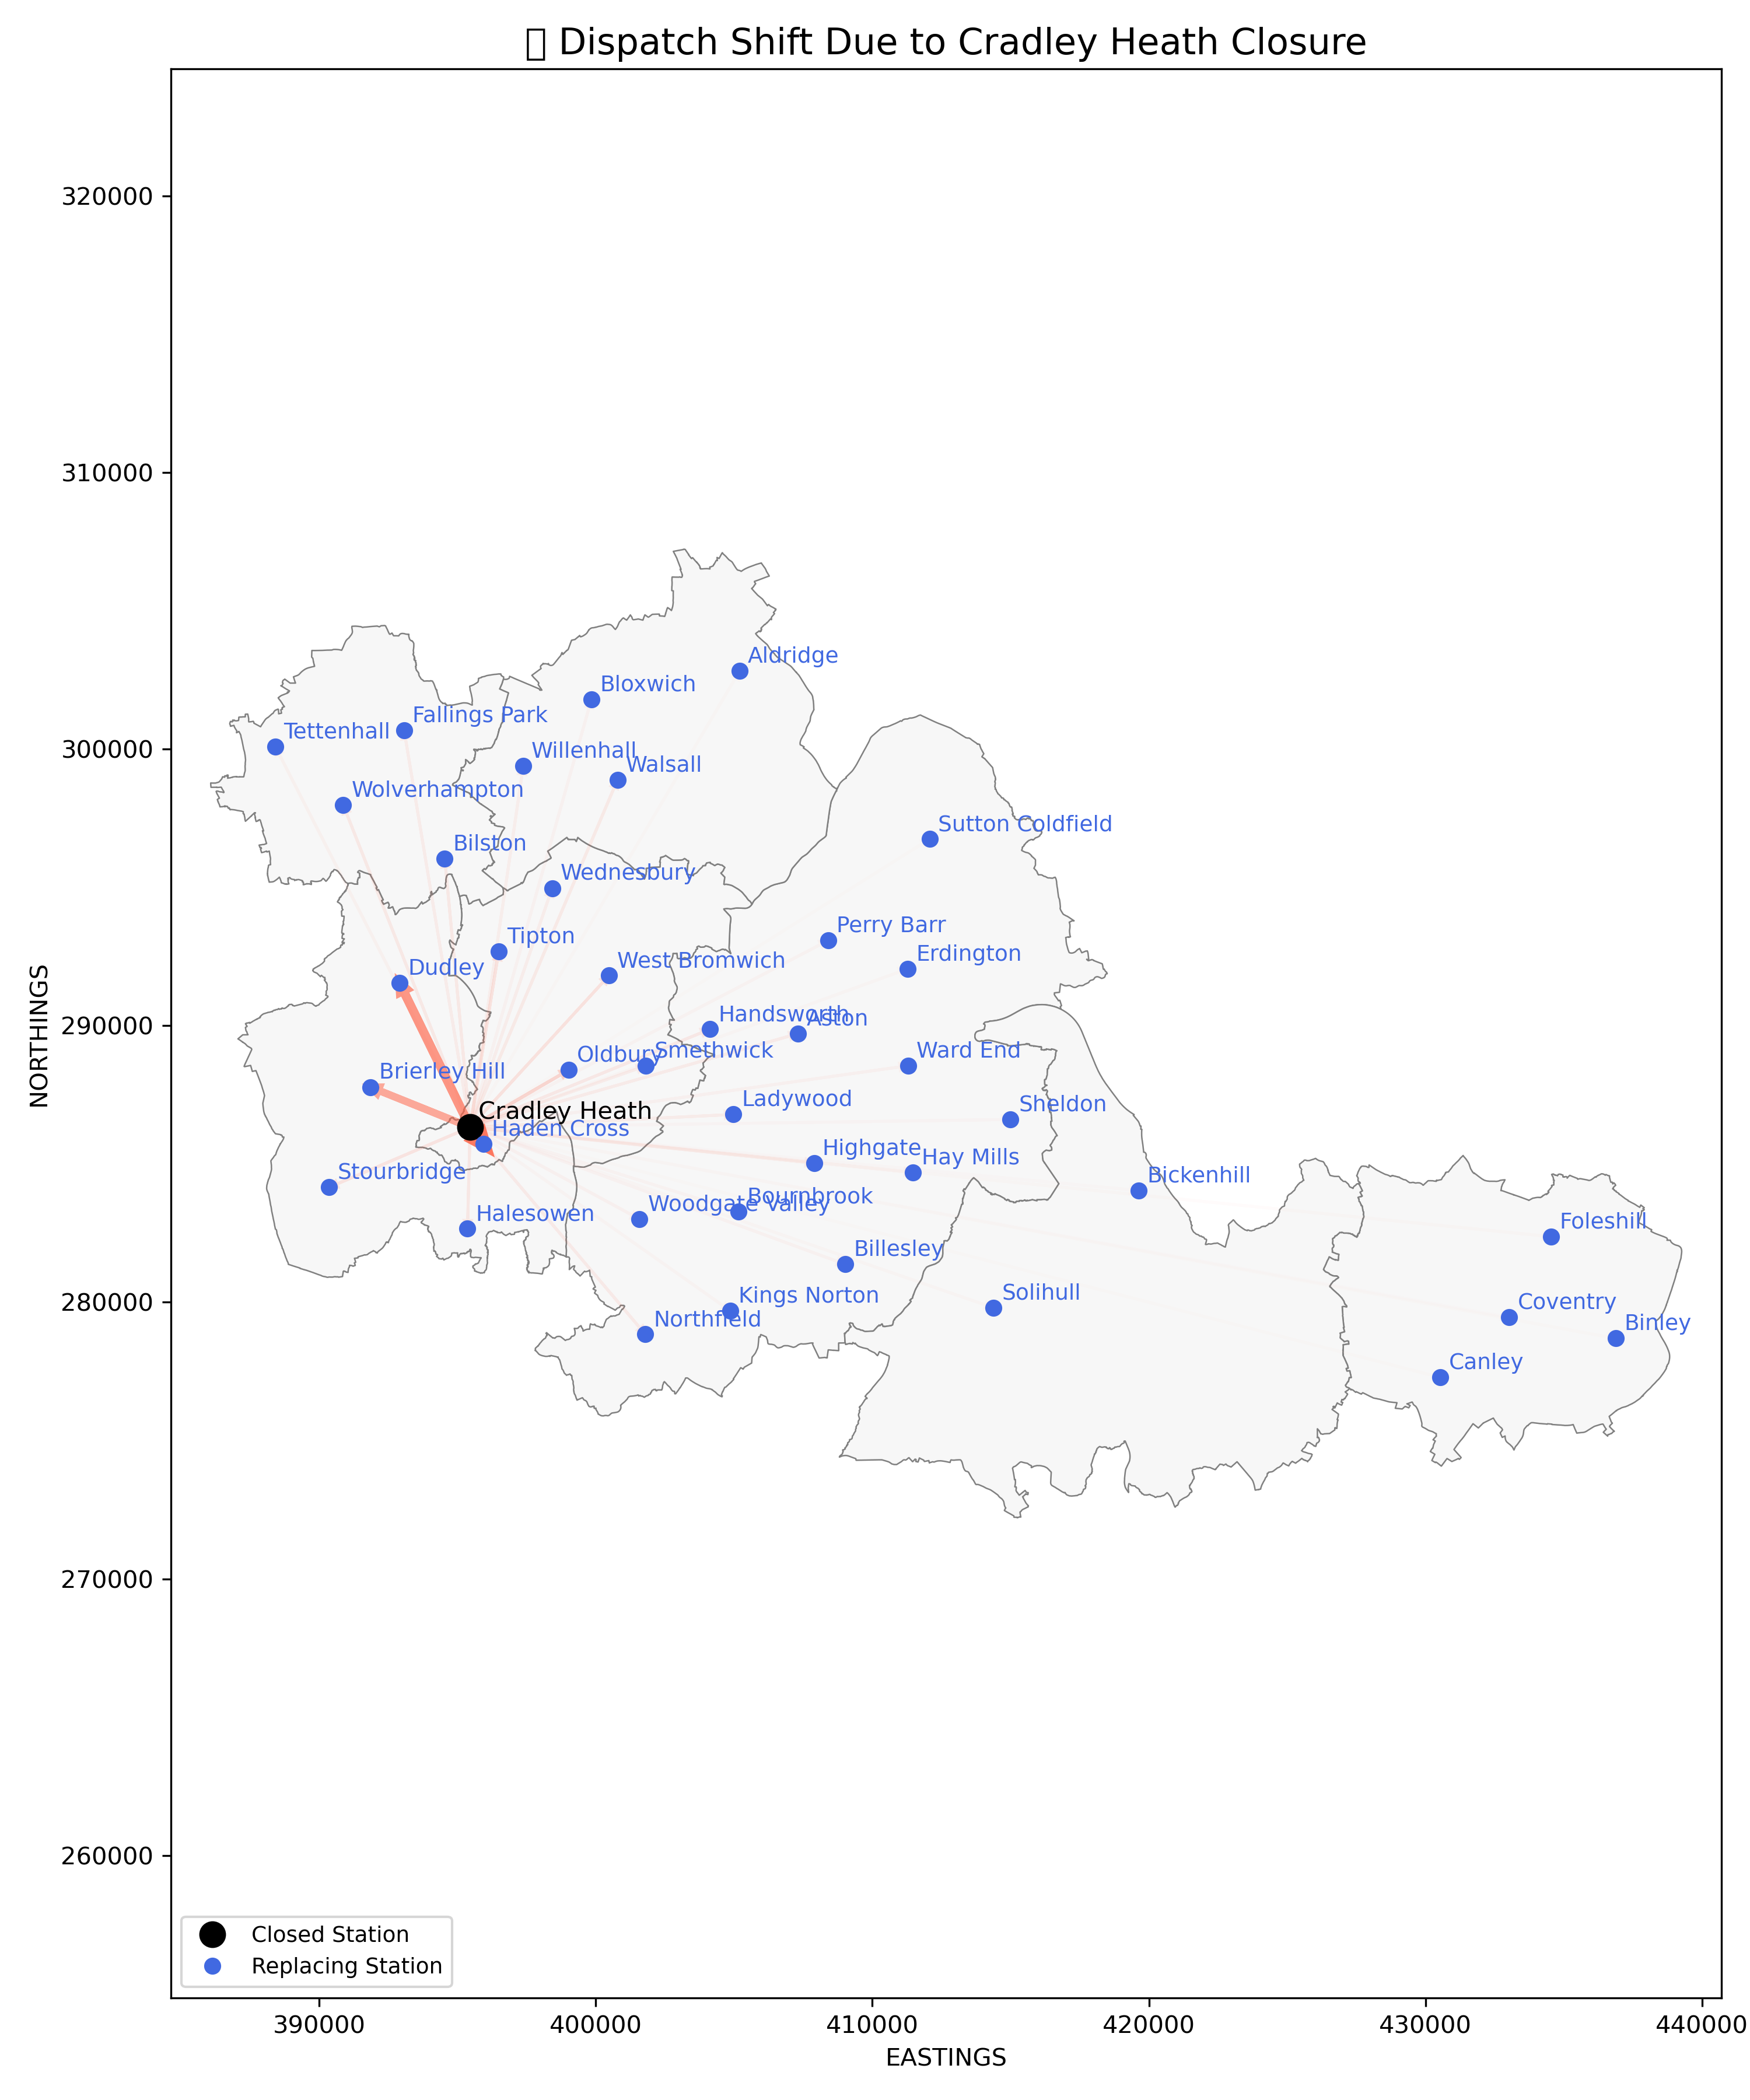 ▯ Dispatch Shift Due to Cradley Heath Closure
320000
310000
300000
290000
280000
270000
260000
NORTHINGS
Aldridge
Bloxwich
Fallings Park
Tettenhall
Willenhall
Walsall
Wolverhampton
Sutton Coldfield
Bilston
Wednesbury
Perry Barr
Tipton
Erdington
West Bromwich
Dudley
Handsworth
Aston
Oldbury
Smethwick
Ward End
Brierley Hill
Ladywood
Sheldon
Cradley Heath
Haden Cross
Highgate
Hay Mills
Stourbridge
Bickenhill
Bournbrook
Woodgate Valley
Halesowen
Foleshill
Billesley
Kings Norton
Solihull
Coventry
Northfield
Binley
Canley
Closed Station
Replacing Station
390000 400000 410000 420000 430000 440000
EASTINGS